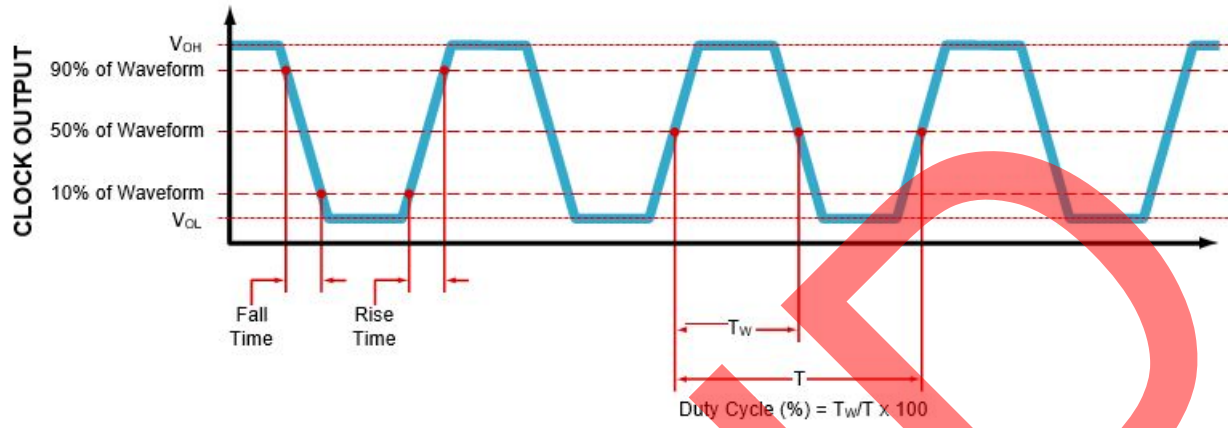 CLOCK OUTPUT
VOH
90% of Waveform
50% of Waveform
10% of Waveform
VOL
Fall
Time
Rise
Time
TW
T
Duty Cycle (%) = TW/T x 100